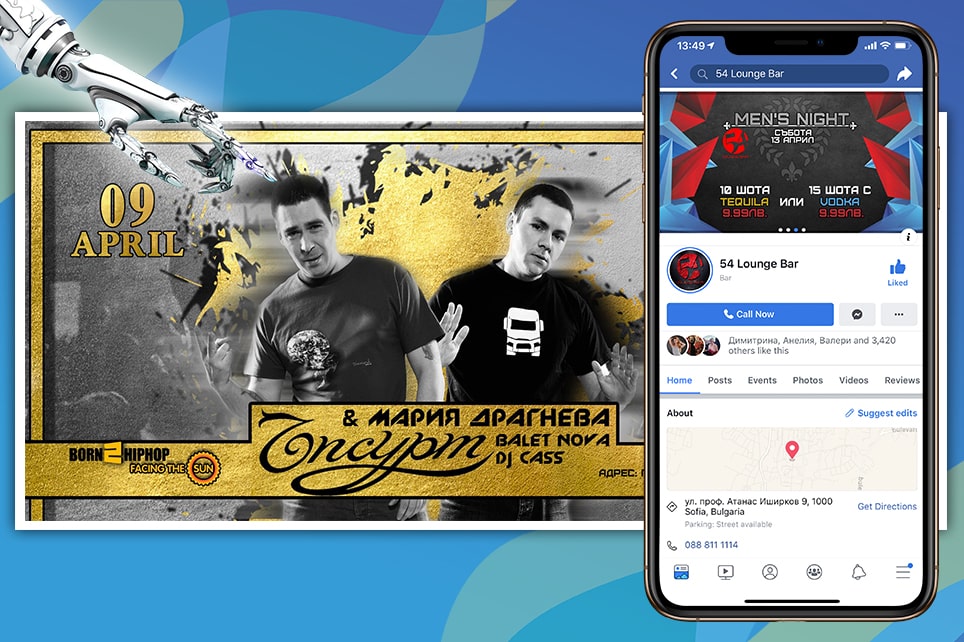 09
APRIL
& МАРИЯ ДРАГНЕВА
Ъпсурт
BALET NOVA
DJ CASS
BORN 2 HIPHOP
FACING THE SUN
АДРЕС:
13:49
54 Lounge Bar
MEN'S NIGHT
СЪБОТА
13 АПРИЛ
10 ШОТА
TEQUILA
9.99ЛВ.
ИЛИ
15 ШОТА С
VODKA
9.99ЛВ.
i
54 Lounge Bar
Bar
Liked
Call Now
Димитрина, Анелия, Валери and 3,420
others like this
Home Posts Events Photos Videos Reviews
About
Suggest edits
bulevard
ул. проф. Атанас Иширков 9, 1000
Sofia, Bulgaria
Get Directions
Parking: Street available
088 811 1114